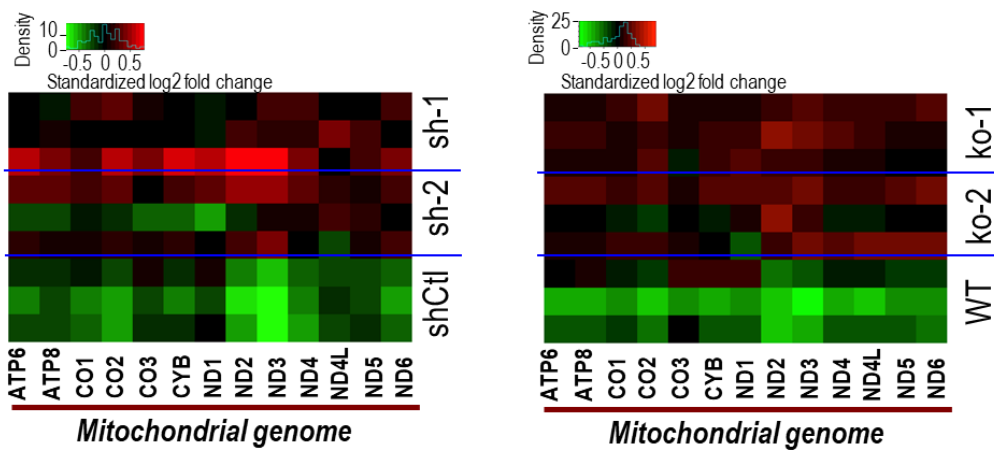 Density
10
0
-0.5 0 0.5
Standardized log2 fold change
sh-1
sh-2
shCtl
ATP6
ATP8
CO1
CO2
CO3
CYB
ND1
ND2
ND3
ND4
ND4L
ND5
ND6
Mitochondrial genome
Density
25
0
-0.5 0 0.5
Standardized log2 fold change
ko-1
ko-2
WT
ATP6
ATP8
CO1
CO2
CO3
CYB
ND1
ND2
ND3
ND4
ND4L
ND5
ND6
Mitochondrial genome